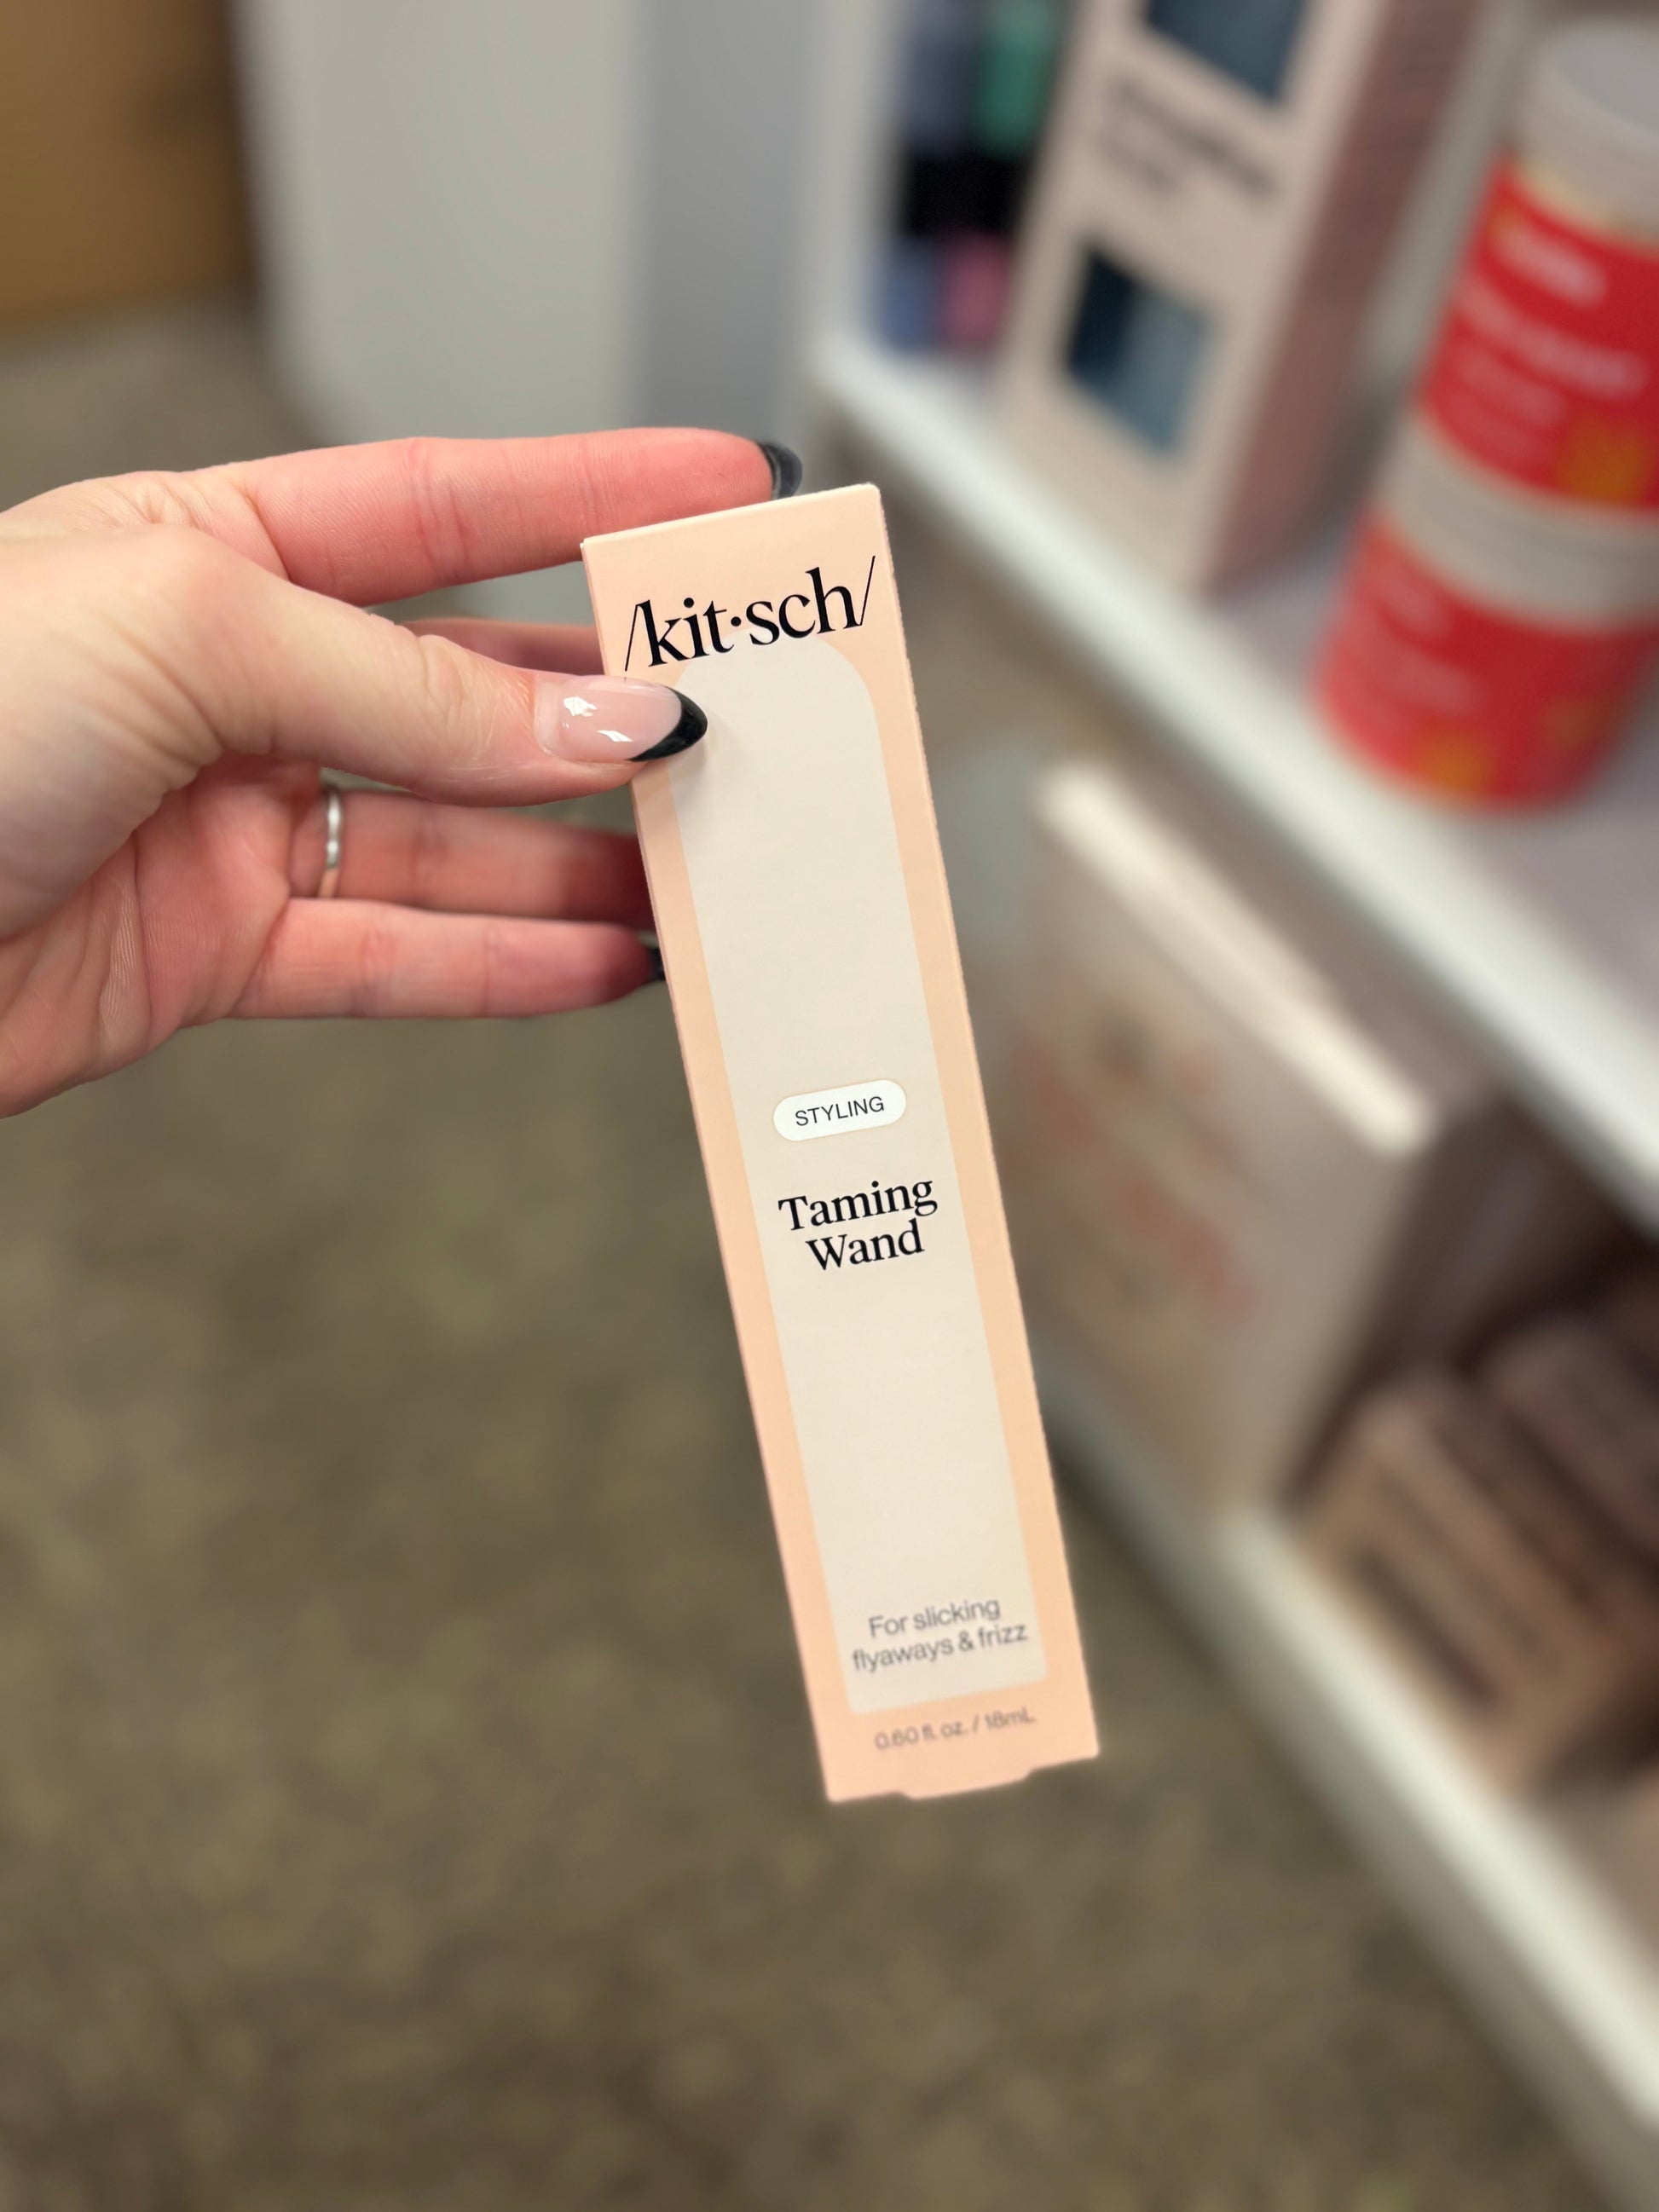 /kit·sch/
STYLING
Taming
Wand
For slicking
flyaways & frizz
0.60 fl. oz. / 18mL